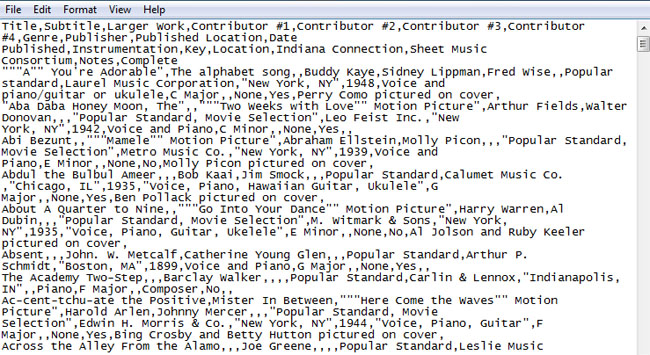 File Edit Format View Help
Title,Subtitle,Larger Work,Contributor #1,Contributor #2,Contributor #3,Contributor
#4,Genre,Publisher,Published Location,Date
Published,Instrumentation,Key,Location,Indiana Connection,Sheet Music
Consortium,Notes,Complete
"""A"" You're Adorable",The alphabet song,,Buddy Kaye,Sidney Lippman,Fred Wise,,Popular
standard,Laurel Music Corporation,"New York, NY",1948,Voice and
piano/guitar or ukulele,C Major,,None,Yes,Perry Como pictured on cover,
"Aba Daba Honey Moon, The",,"""Two Weeks with Love"" Motion Picture",Arthur Fields,Walter
Donovan,,,"Popular Standard, Movie Selection",Leo Feist Inc.,"New
York, NY",1942,Voice and Piano,C Minor,,None,Yes,,
Abi Bezunt,,"""Mamele"" Motion Picture",Abraham Ellstein,Molly Picon,,,"Popular Standard,
Movie Selection",Metro Music Co.,"New York, NY",1939,Voice and
Piano,E Minor,,None,No,Molly Picon pictured on cover,
Abdul the Bulbul Ameer,,,Bob Kaai,Jim Smock,,,Popular Standard,Calumet Music Co.
,"Chicago, IL",1935,"Voice, Piano, Hawaiian Guitar, Ukulele",G
Major,,None,Yes,Ben Pollack pictured on cover,
About A Quarter to Nine,,"""Go Into Your Dance"" Motion Picture",Harry Warren,Al
Dubin,,,"Popular Standard, Movie Selection",M. Witmark & Sons,"New York,
NY",1935,"Voice, Piano, Guitar, Ukulele",E Minor,,None,No,Al Jolson and Ruby Keeler
pictured on cover,
Absent,,,John. W. Metcalf,Catherine Young Glen,,,Popular Standard,Arthur P.
Schmidt,"Boston, MA",1899,Voice and Piano,G Major,,None,Yes,,
The Academy Two-Step,,,Barclay Walker,,,,Popular Standard,Carlin & Lennox,"Indianapolis,
IN",,Piano,F Major,,Composer,No,,
Ac-cent-tchu-ate the Positive,Mister In Between,"""Here Come the Waves"" Motion
Picture",Harold Arlen,Johnny Mercer,,,"Popular Standard, Movie
Selection",Edwin H. Morris & Co.,"New York, NY",1944,"Voice, Piano, Guitar",F
Major,,None,Yes,Bing Crosby and Betty Hutton pictured on cover,
Across the Alley From the Alamo,,,Joe Greene,,,,Popular Standard,Leslie Music